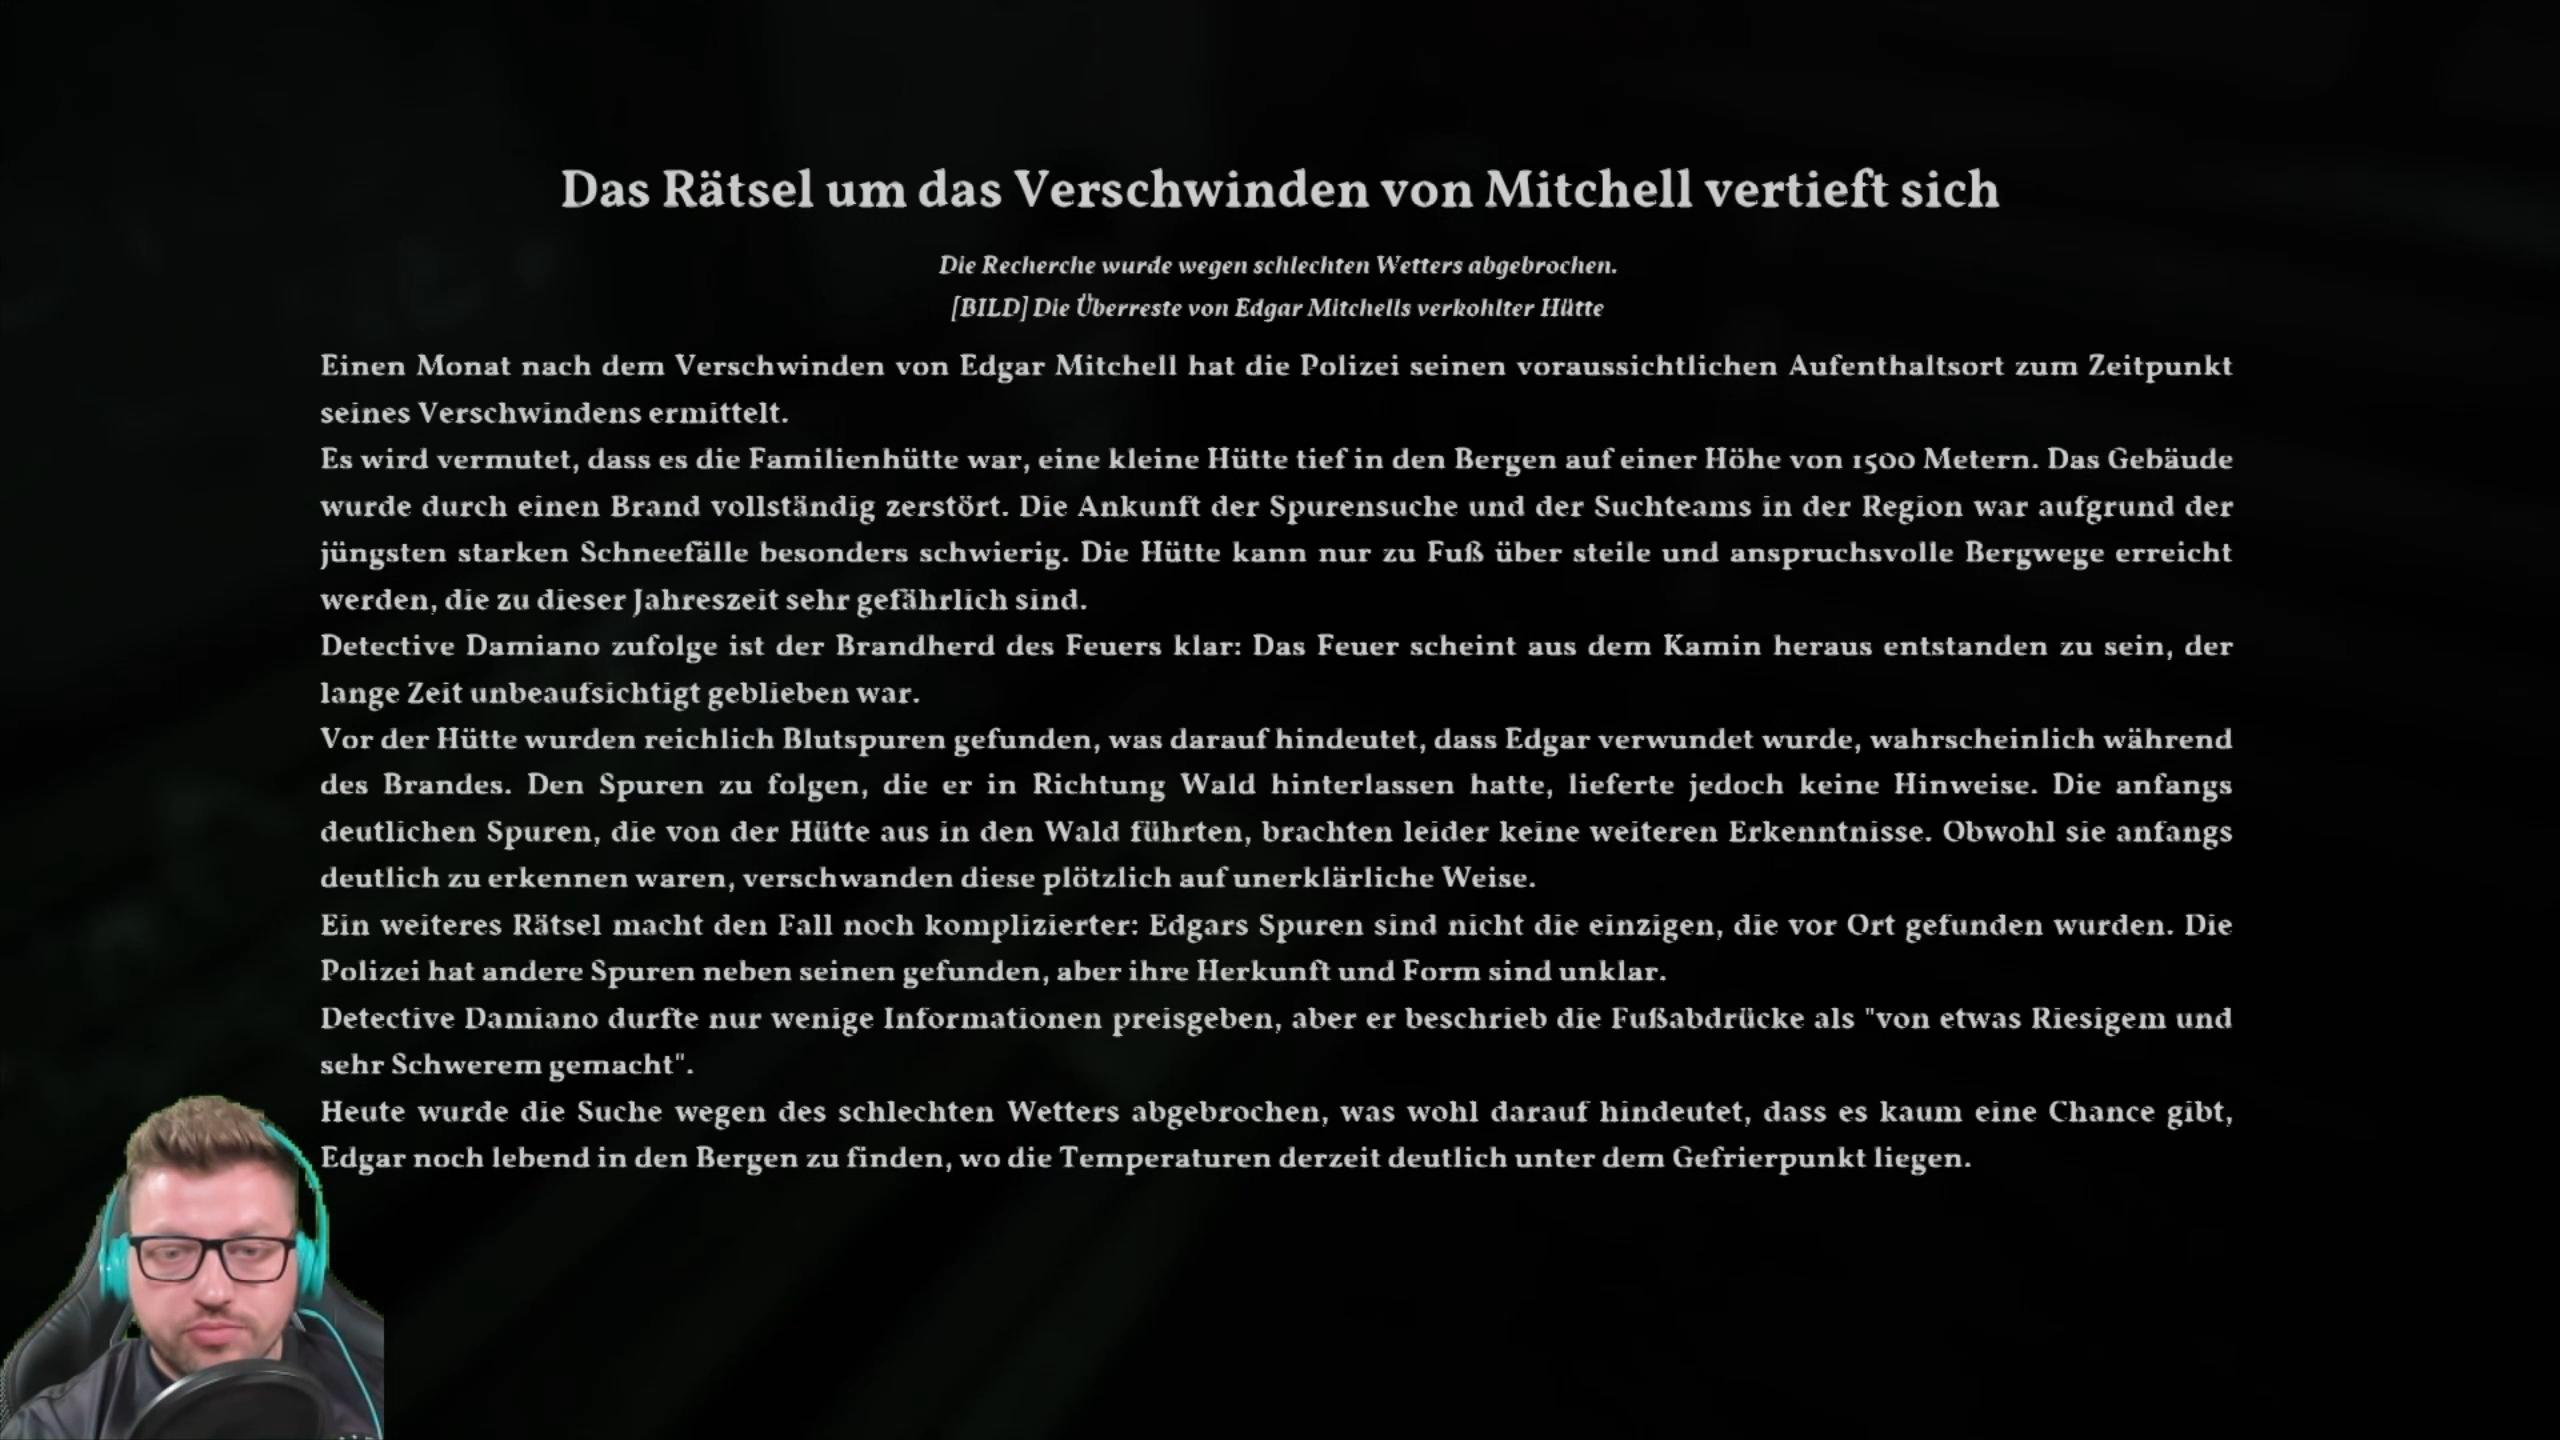 Das Rätsel um das Verschwinden von Mitchell vertieft sich
Die Recherche wurde wegen schlechten Wetters abgebrochen.
[BILD] Die Überreste von Edgar Mitchells verkohlter Hütte
Einen Monat nach dem Verschwinden von Edgar Mitchell hat die Polizei seinen voraussichtlichen Aufenthaltsort zum Zeitpunkt
seines Verschwindens ermittelt.
Es wird vermutet, dass es die Familienhütte war, eine kleine Hütte tief in den Bergen auf einer Höhe von 1500 Metern. Das Gebäude
wurde durch einen Brand vollständig zerstört. Die Ankunft der Spurensuche und der Suchteams in der Region war aufgrund der
jüngsten starken Schneefälle besonders schwierig. Die Hütte kann nur zu Fuß über steile und anspruchsvolle Bergwege erreicht
werden, die zu dieser Jahreszeit sehr gefährlich sind.
Detective Damiano zufolge ist der Brandherd des Feuers klar: Das Feuer scheint aus dem Kamin heraus entstanden zu sein, der
lange Zeit unbeaufsichtigt geblieben war.
Vor der Hütte wurden reichlich Blutspuren gefunden, was darauf hindeutet, dass Edgar verwundet wurde, wahrscheinlich während
des Brandes. Den Spuren zu folgen, die er in Richtung Wald hinterlassen hatte, lieferte jedoch keine Hinweise. Die anfangs
deutlichen Spuren, die von der Hütte aus in den Wald führten, brachten leider keine weiteren Erkenntnisse. Obwohl sie anfangs
deutlich zu erkennen waren, verschwanden diese plötzlich auf unerklärliche Weise.
Ein weiteres Rätsel macht den Fall noch komplizierter: Edgars Spuren sind nicht die einzigen, die vor Ort gefunden wurden. Die
Polizei hat andere Spuren neben seinen gefunden, aber ihre Herkunft und Form sind unklar.
Detective Damiano durfte nur wenige Informationen preisgeben, aber er beschrieb die Fußabdrücke als "von etwas Riesigem und
sehr Schwerem gemacht".
Heute wurde die Suche wegen des schlechten Wetters abgebrochen, was wohl darauf hindeutet, dass es kaum eine Chance gibt,
Edgar noch lebend in den Bergen zu finden, wo die Temperaturen derzeit deutlich unter dem Gefrierpunkt liegen.